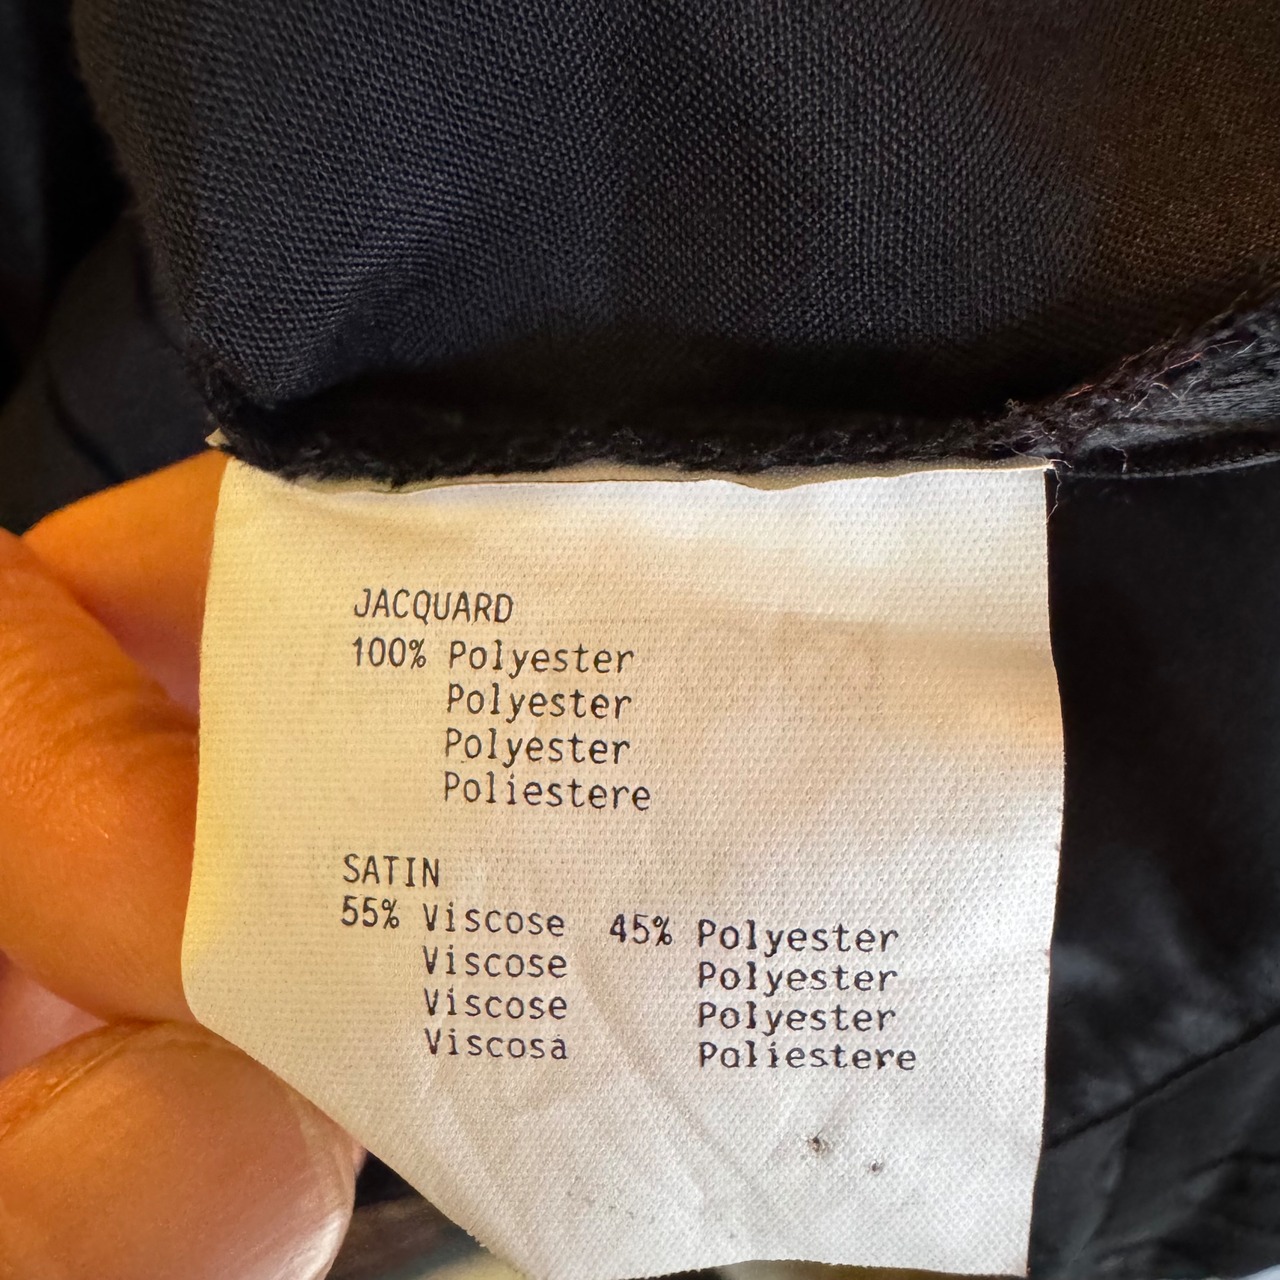 JACQUARD
100% Polyester
Polyester
Polyester
Poliestere
SATIN
55% Viscose 45% Polyester
Viscose Polyester
Viscose Polyester
Viscosa Poliestere